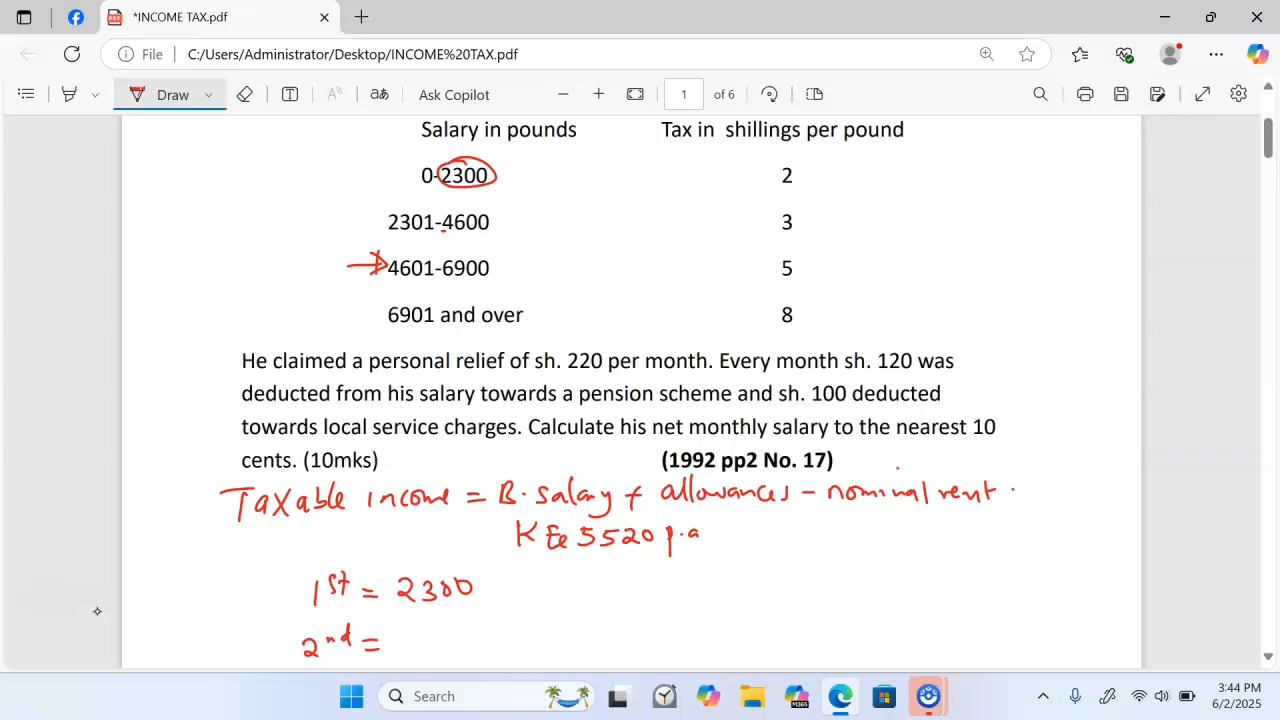 *INCOME TAX.pdf
File C:/Users/Administrator/Desktop/INCOME%20TAX.pdf
Draw Ask Copilot 1 of 6
Salary in pounds Tax in shillings per pound
0-2300 2
2301-4600 3
4601-6900 5
6901 and over 8
He claimed a personal relief of sh. 220 per month. Every month sh. 120 was
deducted from his salary towards a pension scheme and sh. 100 deducted
towards local service charges. Calculate his net monthly salary to the nearest 10
cents. (10mks) (1992 pp2 No. 17)
Taxable income = B. salary + allowances - nominal rent.
K£ 5520 p.a
1st = 2300
2nd =
Search 3:44 PM
6/2/2025